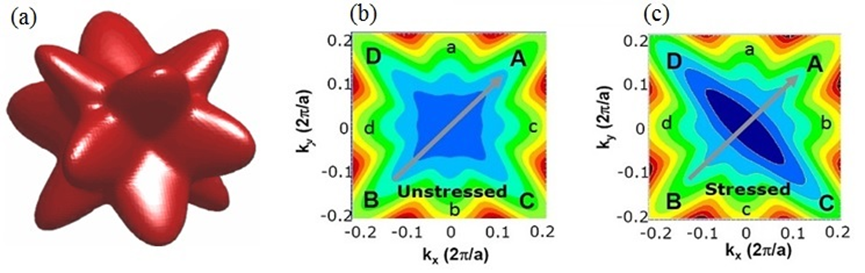 (a)
(b)
(c)
0.2
0.1
0
-0.1
-0.2
ky (2π/a)
D
a
A
d
c
B
Unstressed
C
b
-0.1
0
0.1
0.2
kx (2π/a)
0.2
0.1
0
-0.1
-0.2
ky (2π/a)
D
a
A
d
b
B
Stressed
C
c
-0.2
-0.1
0
0.1
0.2
kx (2π/a)